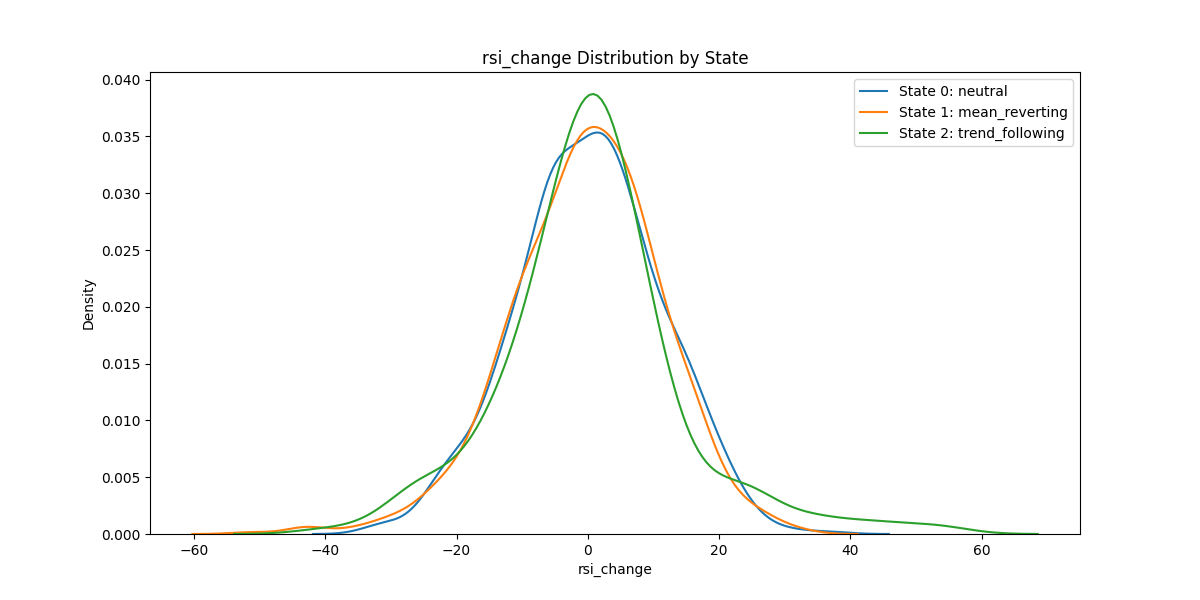 rsi_change Distribution by State
State 0: neutral
State 1: mean_reverting
State 2: trend_following
0.040
0.035
0.030
0.025
0.020
0.015
0.010
0.005
0.000
Density
−60
−40
−20
0
20
40
60
rsi_change